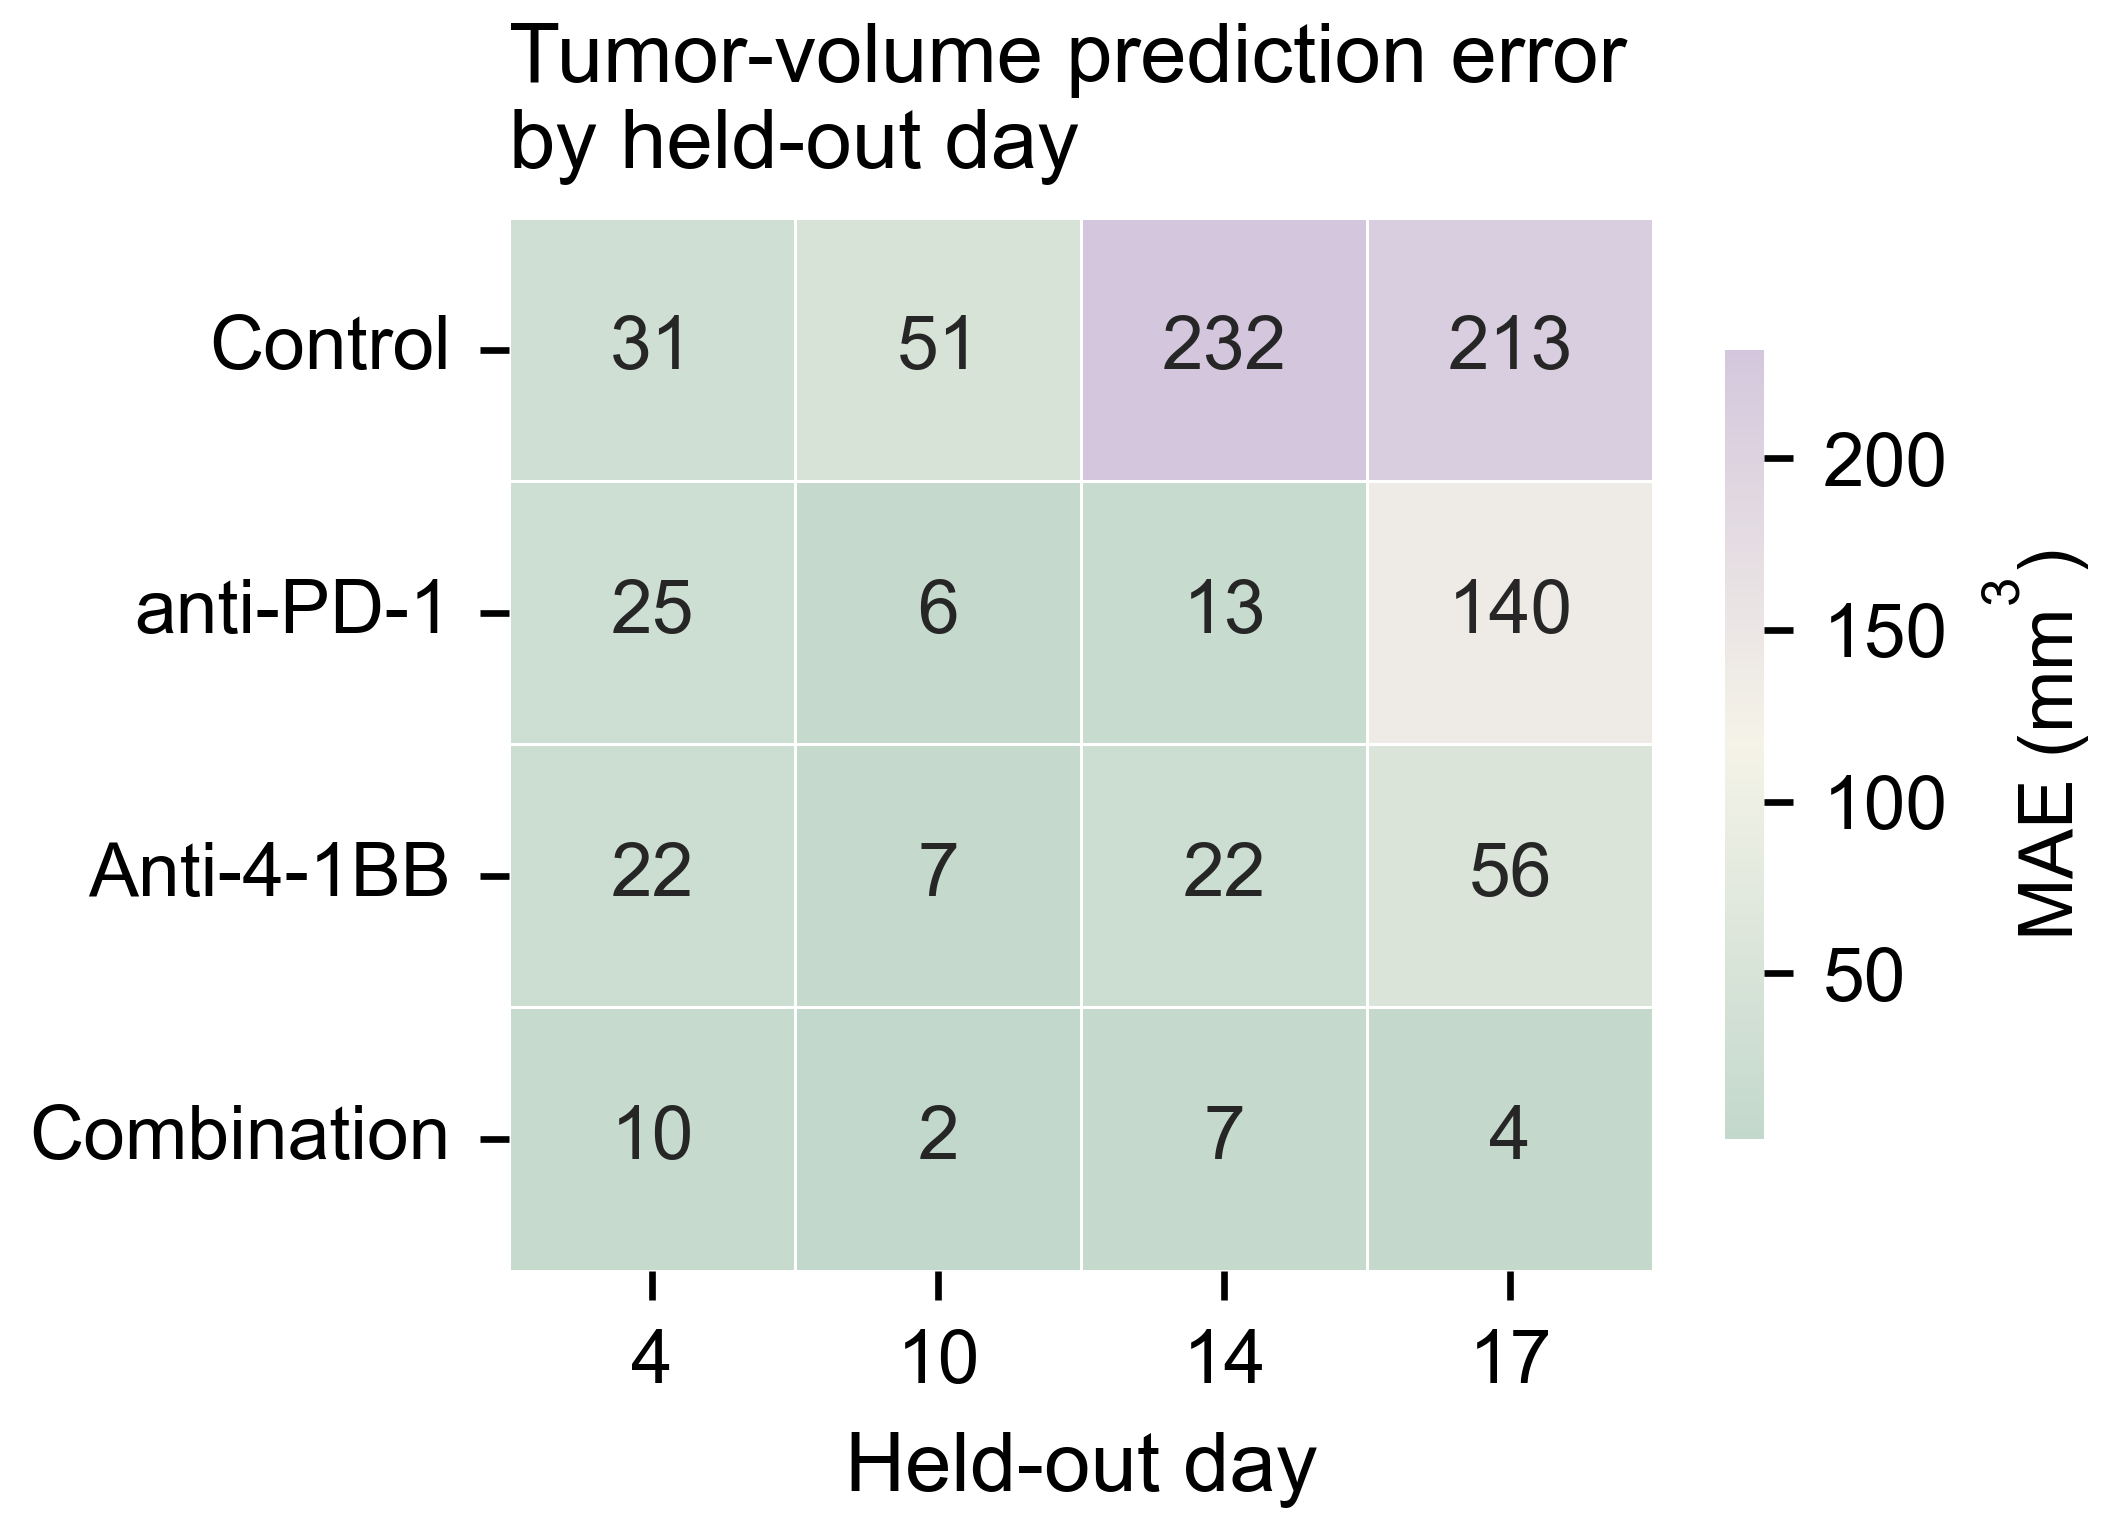 Tumor-volume prediction error
by held-out day
Control 31 51 232 213
anti-PD-1 25 6 13 140
Anti-4-1BB 22 7 22 56
Combination 10 2 7 4
4 10 14 17
Held-out day
200
150
100
50
MAE (mm³)